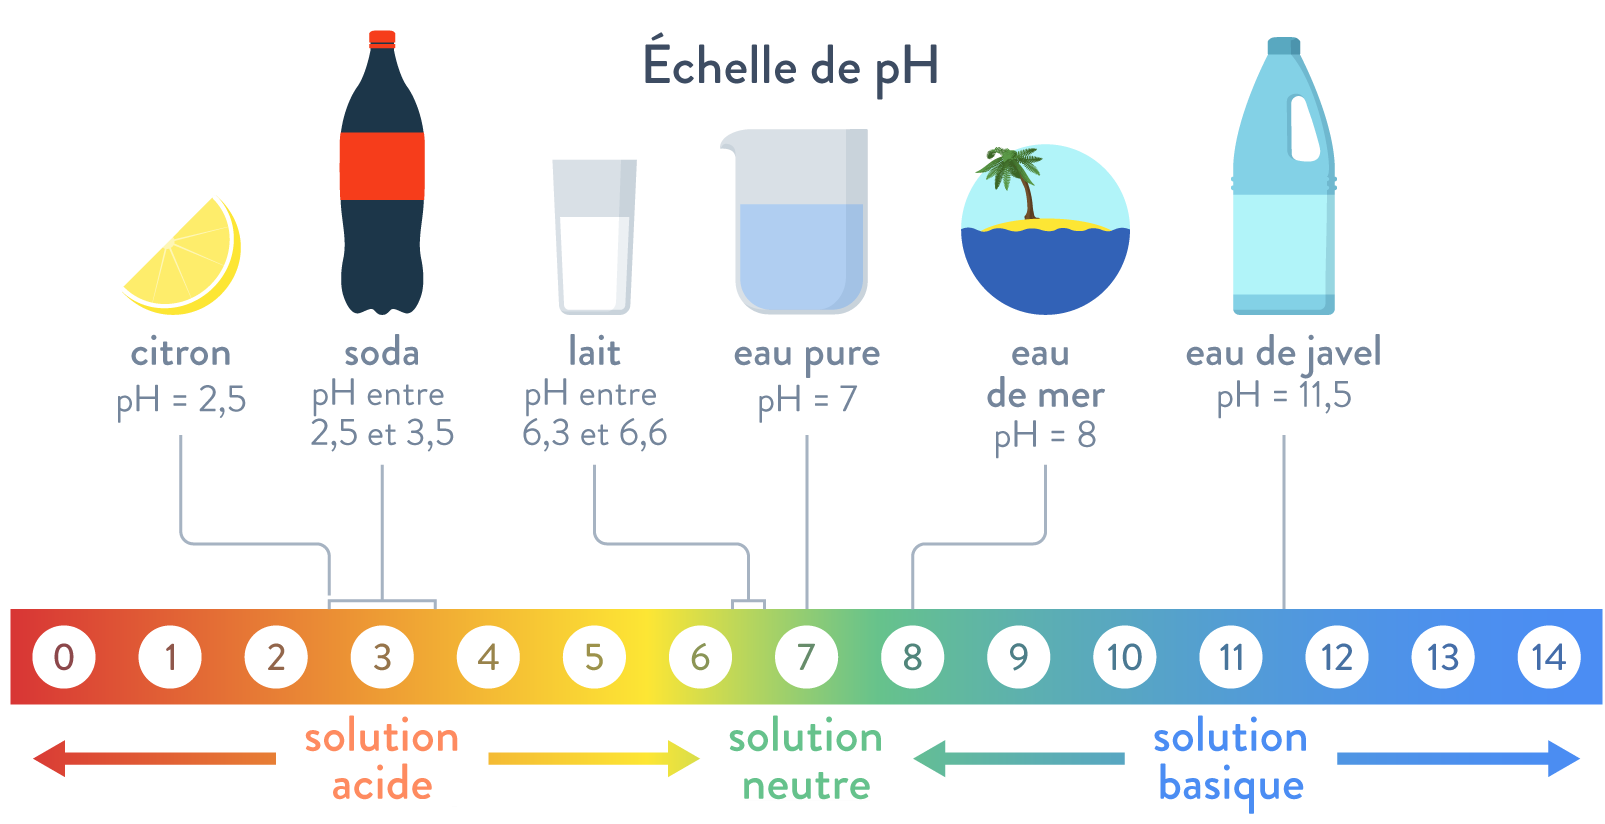 Échelle de pH
citron
pH = 2,5
soda
pH entre
2,5 et 3,5
lait
pH entre
6,3 et 6,6
eau pure
pH = 7
eau
de mer
pH = 8
eau de javel
pH = 11,5
0 1 2 3 4 5 6 7 8 9 10 11 12 13 14
solution
acide
solution
neutre
solution
basique